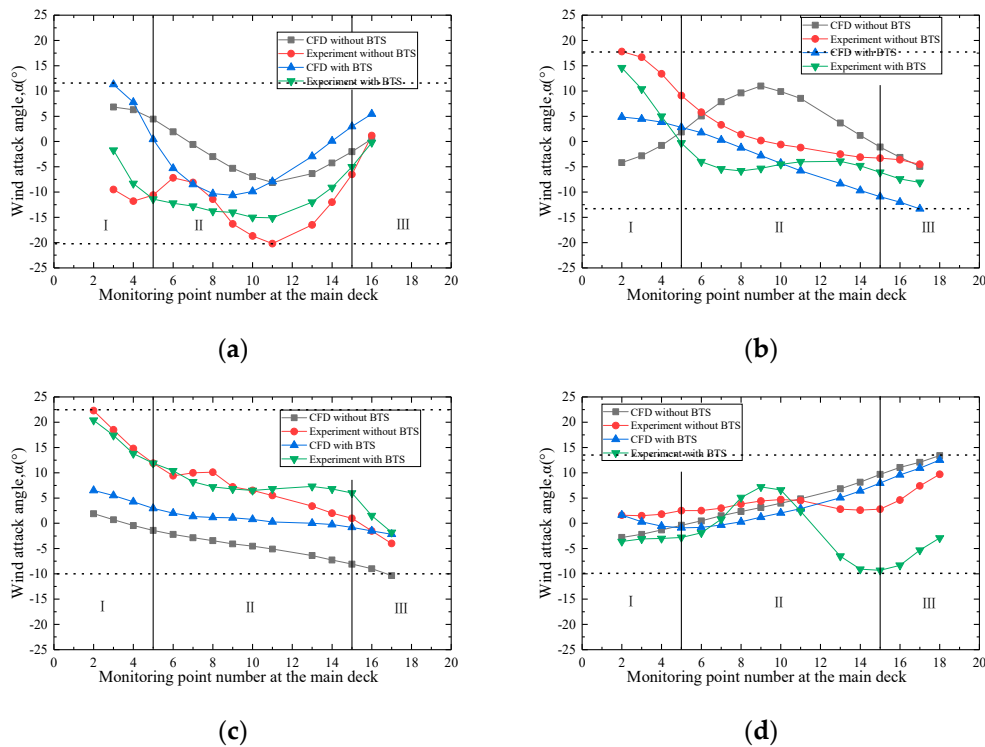 25
20
15
10
5
0
-5
-10
-15
-20
-25
Wind attack angle,α(°)
CFD without BTS
Experiment without BTS
CFD with BTS
Experiment with BTS
I
II
III
0 2 4 6 8 10 12 14 16 18 20
Monitoring point number at the main deck
(a)
25
20
15
10
5
0
-5
-10
-15
-20
-25
Wind attack angle,α(°)
CFD without BTS
Experiment without BTS
CFD with BTS
Experiment with BTS
I
II
III
0 2 4 6 8 10 12 14 16 18 20
Monitoring point number at the main deck
(b)
25
20
15
10
5
0
-5
-10
-15
-20
-25
Wind attack angle,α(°)
CFD without BTS
Experiment without BTS
CFD with BTS
Experiment with BTS
I
II
III
0 2 4 6 8 10 12 14 16 18 20
Monitoring point number at the main deck
(c)
25
20
15
10
5
0
-5
-10
-15
-20
-25
Wind attack angle,α(°)
CFD without BTS
Experiment without BTS
CFD with BTS
Experiment with BTS
I
II
III
0 2 4 6 8 10 12 14 16 18 20
Monitoring point number at the main deck
(d)